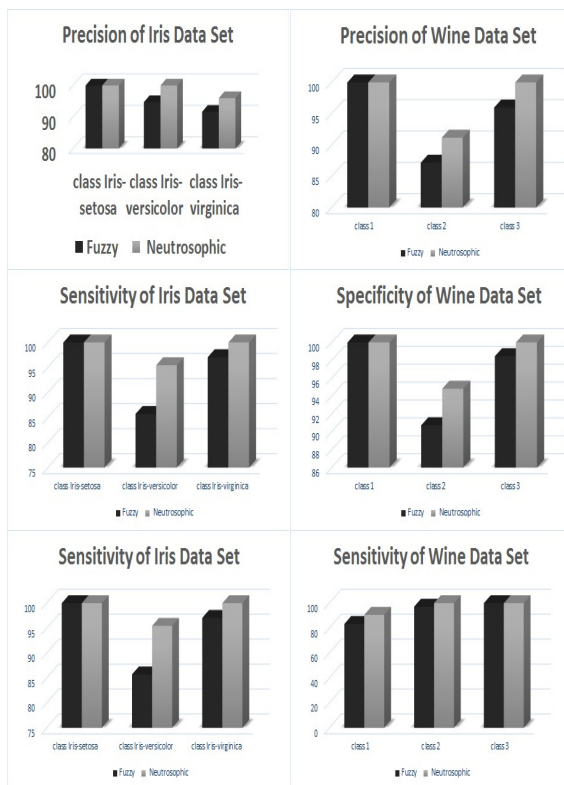 Precision of Iris Data Set
100
90
80
class Iris- class Iris- class Iris-
setosa versicolor virginica
Fuzzy Neutrosophic
Precision of Wine Data Set
100
95
90
85
80
class 1 class 2 class 3
Fuzzy Neutrosophic
Sensitivity of Iris Data Set
100
95
90
85
80
75
class Iris-setosa class Iris-versicolor class Iris-virginica
Fuzzy Neutrosophic
Specificity of Wine Data Set
100
98
96
94
92
90
88
86
class 1 class 2 class 3
Fuzzy Neutrosophic
Sensitivity of Iris Data Set
100
95
90
85
80
75
class Iris-setosa class Iris-versicolor class Iris-virginica
Fuzzy Neutrosophic
Sensitivity of Wine Data Set
100
80
60
40
20
0
class 1 class 2 class 3
Fuzzy Neutrosophic